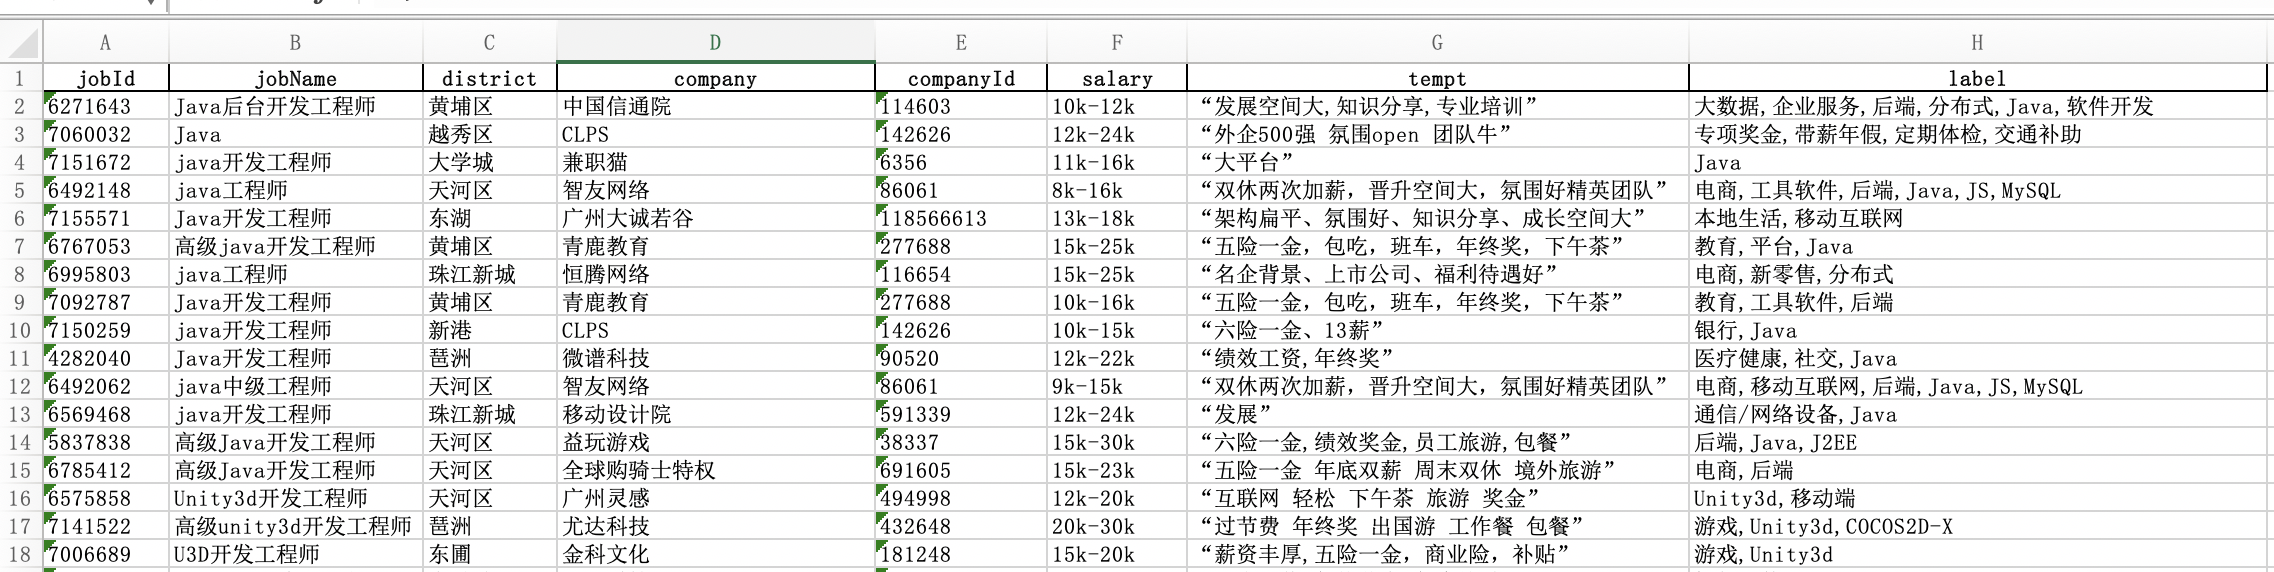 A B C D E F G H
1 jobId jobName district company companyId salary tempt label
2 6271643 Java后台开发工程师 黄埔区 中国信通院 114603 10k-12k “发展空间大,知识分享,专业培训” 大数据,企业服务,后端,分布式,Java,软件开发
3 7060032 Java 越秀区 CLPS 142626 12k-24k “外企500强 氛围open 团队牛” 专项奖金,带薪年假,定期体检,交通补助
4 7151672 java开发工程师 大学城 兼职猫 6356 11k-16k “大平台” Java
5 6492148 java工程师 天河区 智友网络 86061 8k-16k “双休两次加薪，晋升空间大，氛围好精英团队” 电商,工具软件,后端,Java,JS,MySQL
6 7155571 Java开发工程师 东湖 广州大诚若谷 118566613 13k-18k “架构扁平、氛围好、知识分享、成长空间大” 本地生活,移动互联网
7 6767053 高级java开发工程师 黄埔区 青鹿教育 277688 15k-25k “五险一金，包吃，班车，年终奖，下午茶” 教育,平台,Java
8 6995803 java工程师 珠江新城 恒腾网络 116654 15k-25k “名企背景、上市公司、福利待遇好” 电商,新零售,分布式
9 7092787 Java开发工程师 黄埔区 青鹿教育 277688 10k-16k “五险一金，包吃，班车，年终奖，下午茶” 教育,工具软件,后端
10 7150259 java开发工程师 新港 CLPS 142626 10k-15k “六险一金、13薪” 银行,Java
11 4282040 Java开发工程师 琶洲 微谱科技 90520 12k-22k “绩效工资,年终奖” 医疗健康,社交,Java
12 6492062 java中级工程师 天河区 智友网络 86061 9k-15k “双休两次加薪，晋升空间大，氛围好精英团队” 电商,移动互联网,后端,Java,JS,MySQL
13 6569468 java开发工程师 珠江新城 移动设计院 591339 12k-24k “发展” 通信/网络设备,Java
14 5837838 高级Java开发工程师 天河区 益玩游戏 38337 15k-30k “六险一金,绩效奖金,员工旅游,包餐” 后端,Java,J2EE
15 6785412 高级Java开发工程师 天河区 全球购骑士特权 691605 15k-23k “五险一金 年底双薪 周末双休 境外旅游” 电商,后端
16 6575858 Unity3d开发工程师 天河区 广州灵感 494998 12k-20k “互联网 轻松 下午茶 旅游 奖金” Unity3d,移动端
17 7141522 高级unity3d开发工程师 琶洲 尤达科技 432648 20k-30k “过节费 年终奖 出国游 工作餐 包餐” 游戏,Unity3d,COCOS2D-X
18 7006689 U3D开发工程师 东圃 金科文化 181248 15k-20k “薪资丰厚,五险一金，商业险，补贴” 游戏,Unity3d